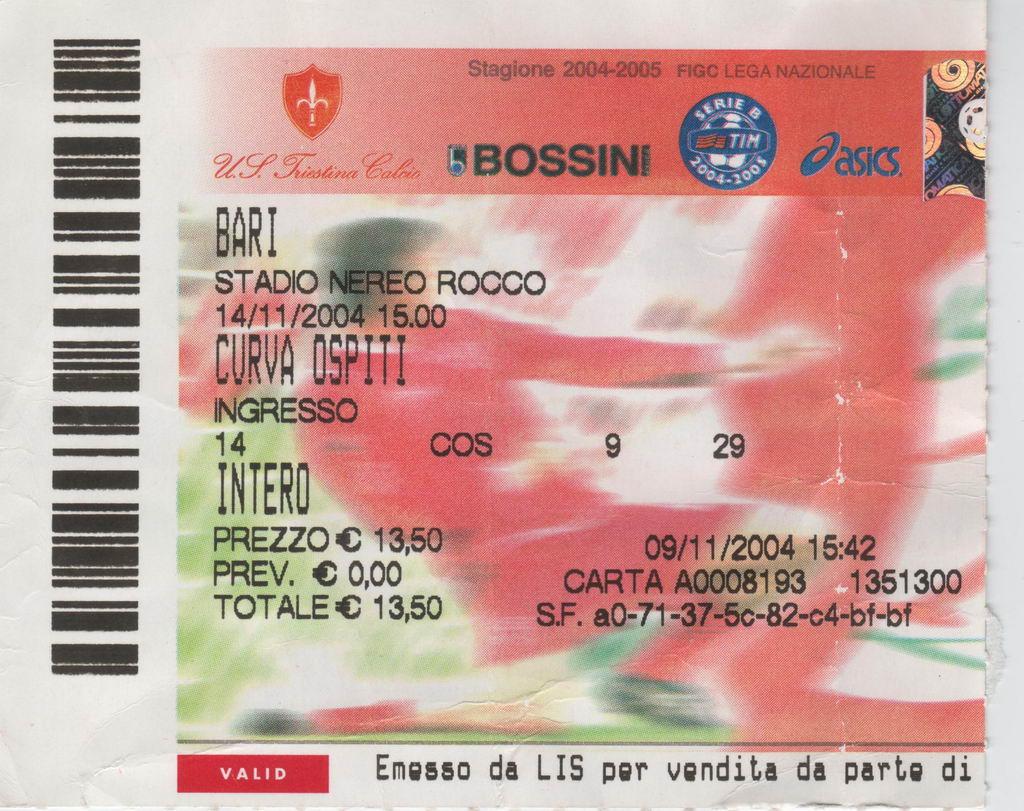 Stagione 2004-2005 FIGC LEGA NAZIONALE
U.S. Triestina Calcio
BOSSINI
SERIE B
TIM
2004-2005
asics
BARI
STADIO NEREO ROCCO
14/11/2004 15.00
CURVA OSPITI
INGRESSO
14 COS 9 29
INTERO
PREZZO € 13,50
09/11/2004 15:42
PREV. € 0,00
CARTA A0008193 1351300
TOTALE € 13,50
S.F. a0-71-37-5c-82-c4-bf-bf
VALID
Emesso da LIS per vendita da parte di